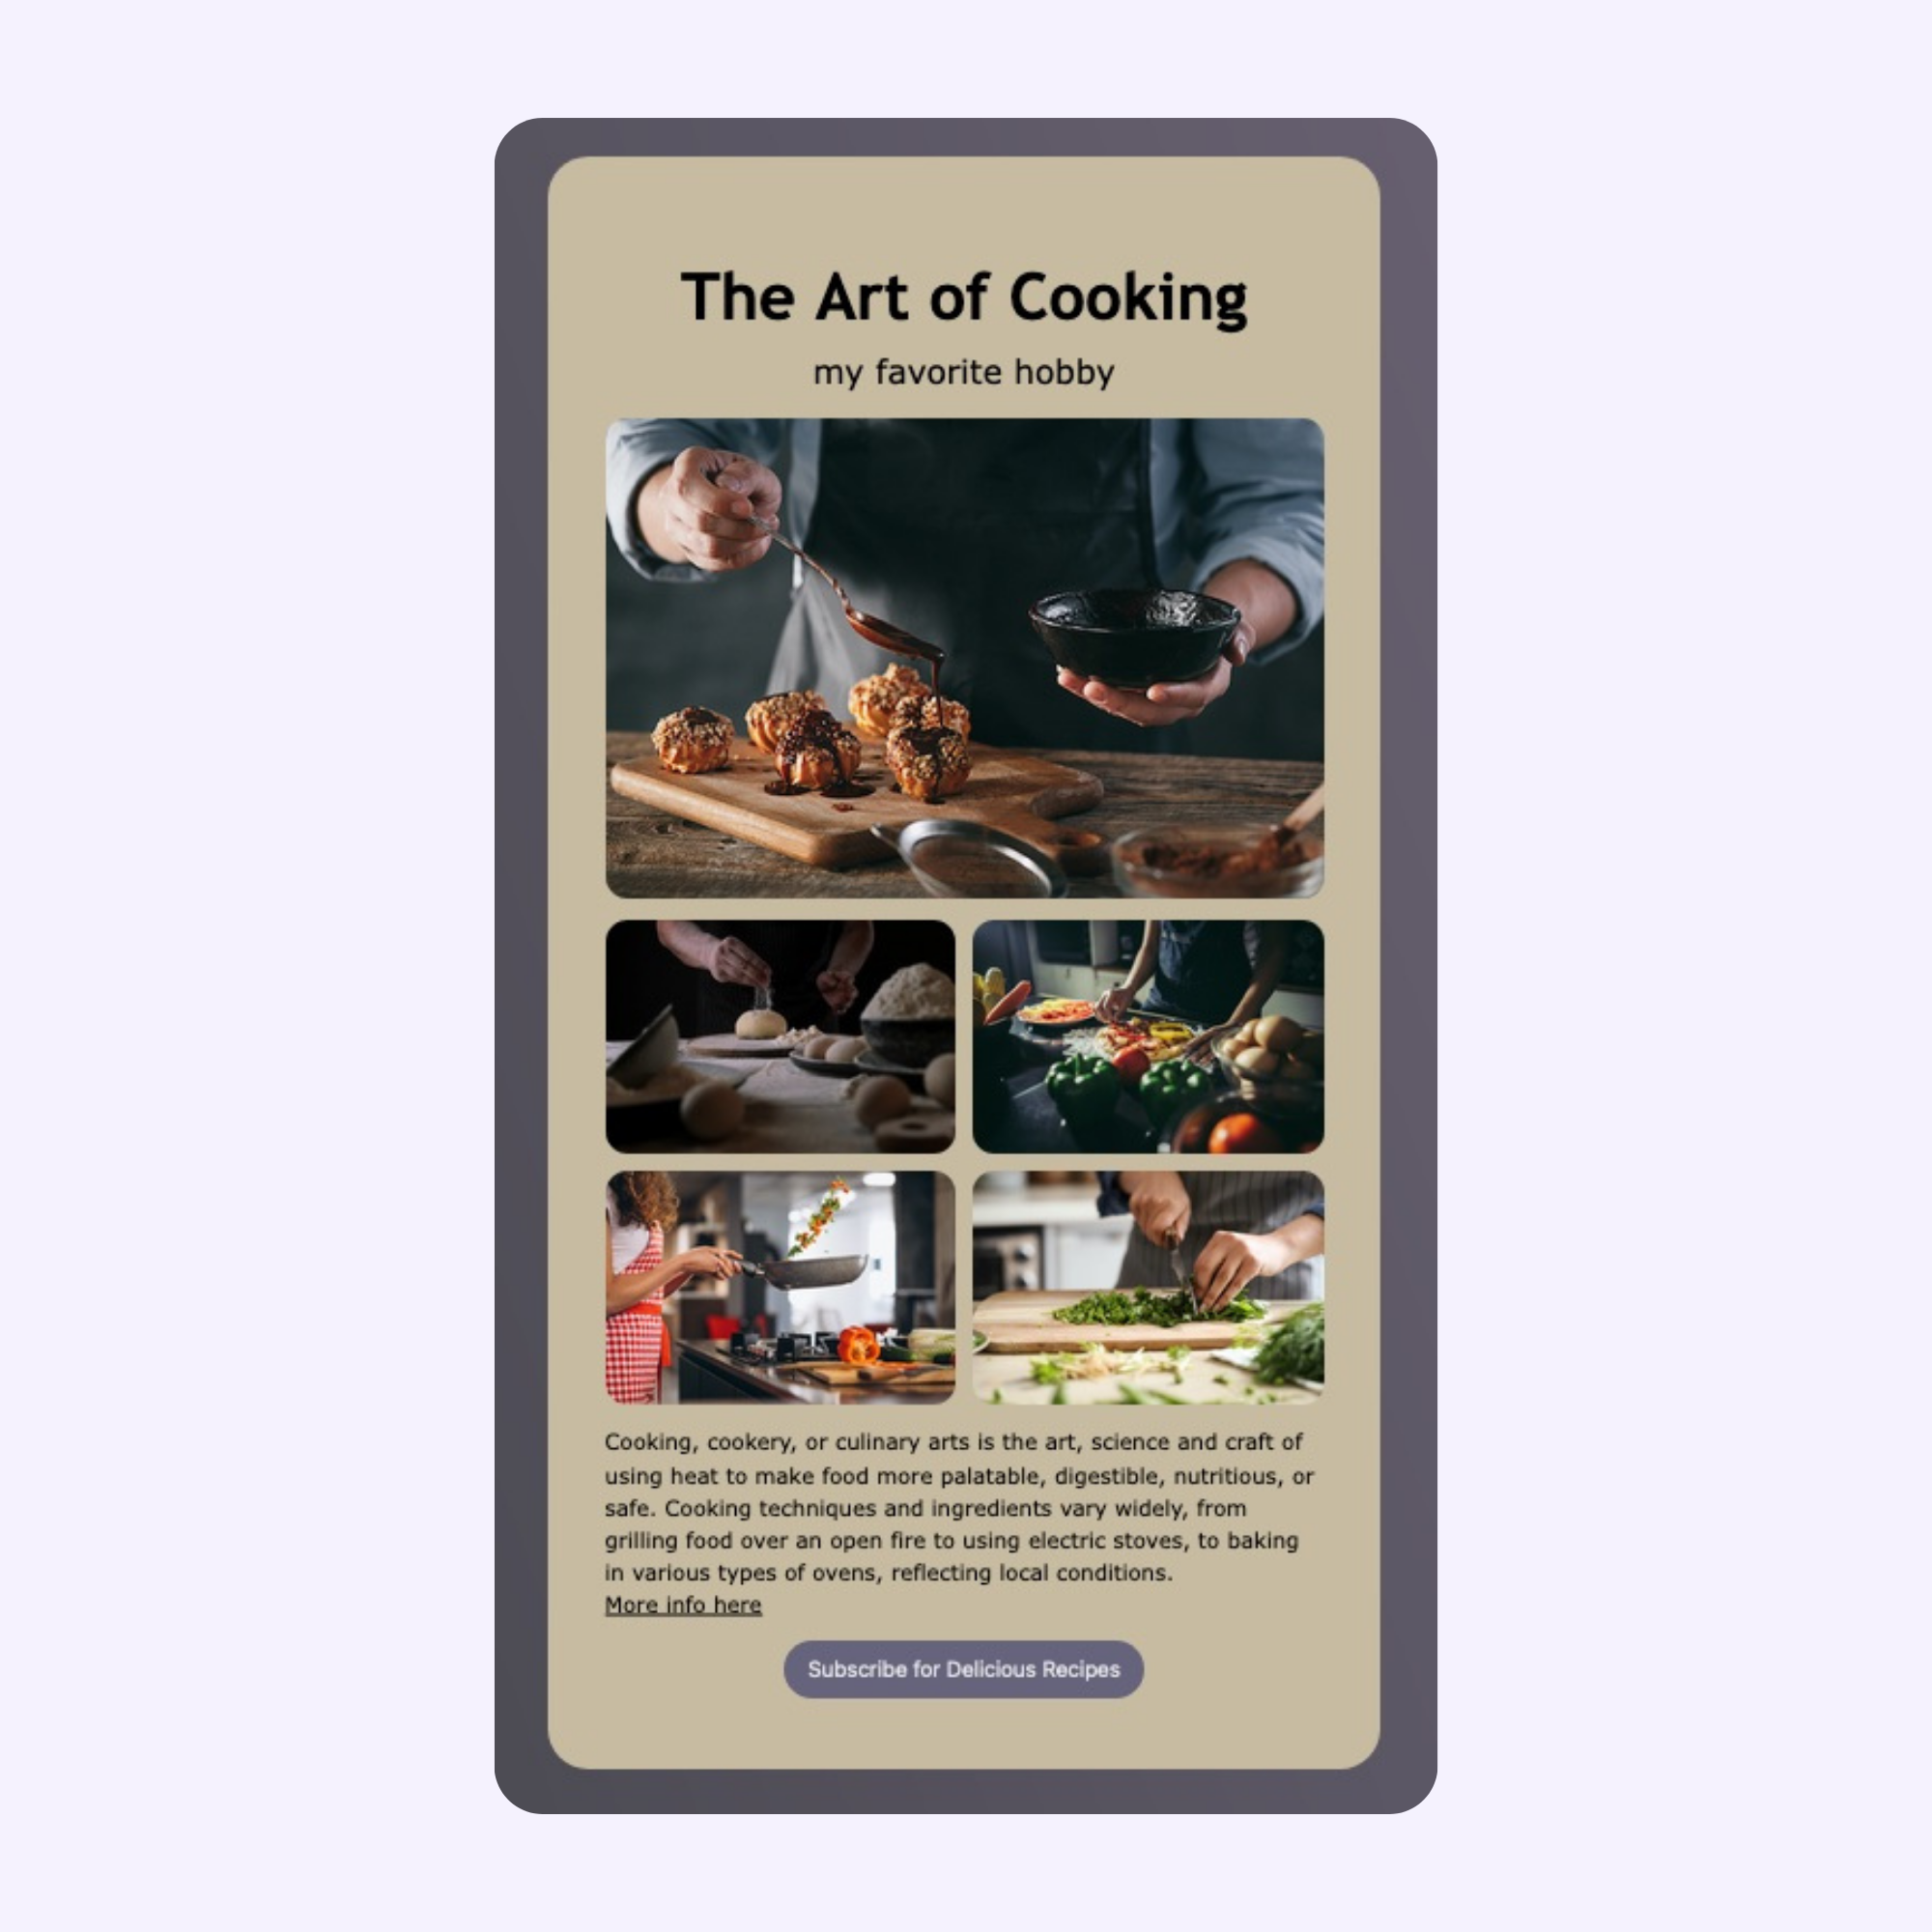 The Art of Cooking
my favorite hobby
Cooking, cookery, or culinary arts is the art, science and craft of
using heat to make food more palatable, digestible, nutritious, or
safe. Cooking techniques and ingredients vary widely, from
grilling food over an open fire to using electric stoves, to baking
in various types of ovens, reflecting local conditions.
More info here
Subscribe for Delicious Recipes